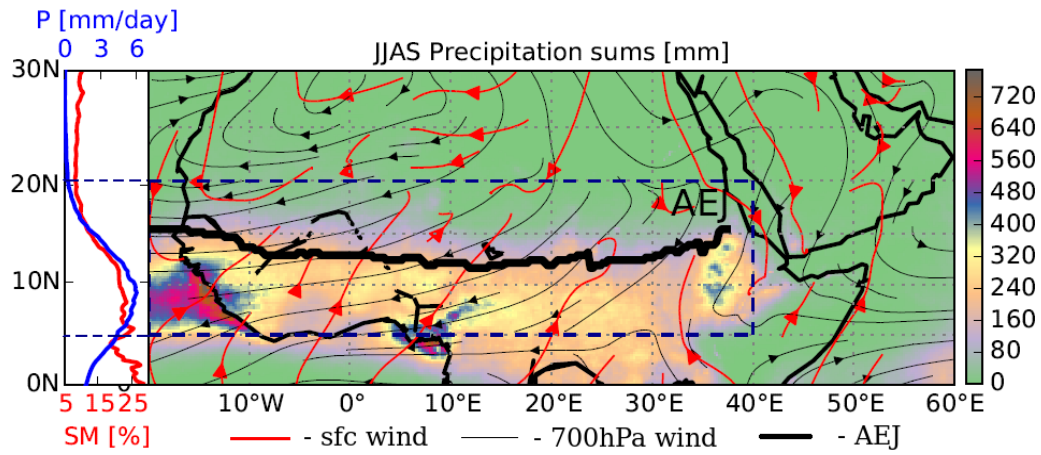 P [mm/day]
0 3 6
JJAS Precipitation sums [mm]
30N
20N
10N
0N
AEJ
720
640
560
480
400
320
240
160
80
0
5 15 25
SM [%]
10°W 0° 10°E 20°E 30°E 40°E 50°E 60°E
- sfc wind - 700hPa wind - AEJ